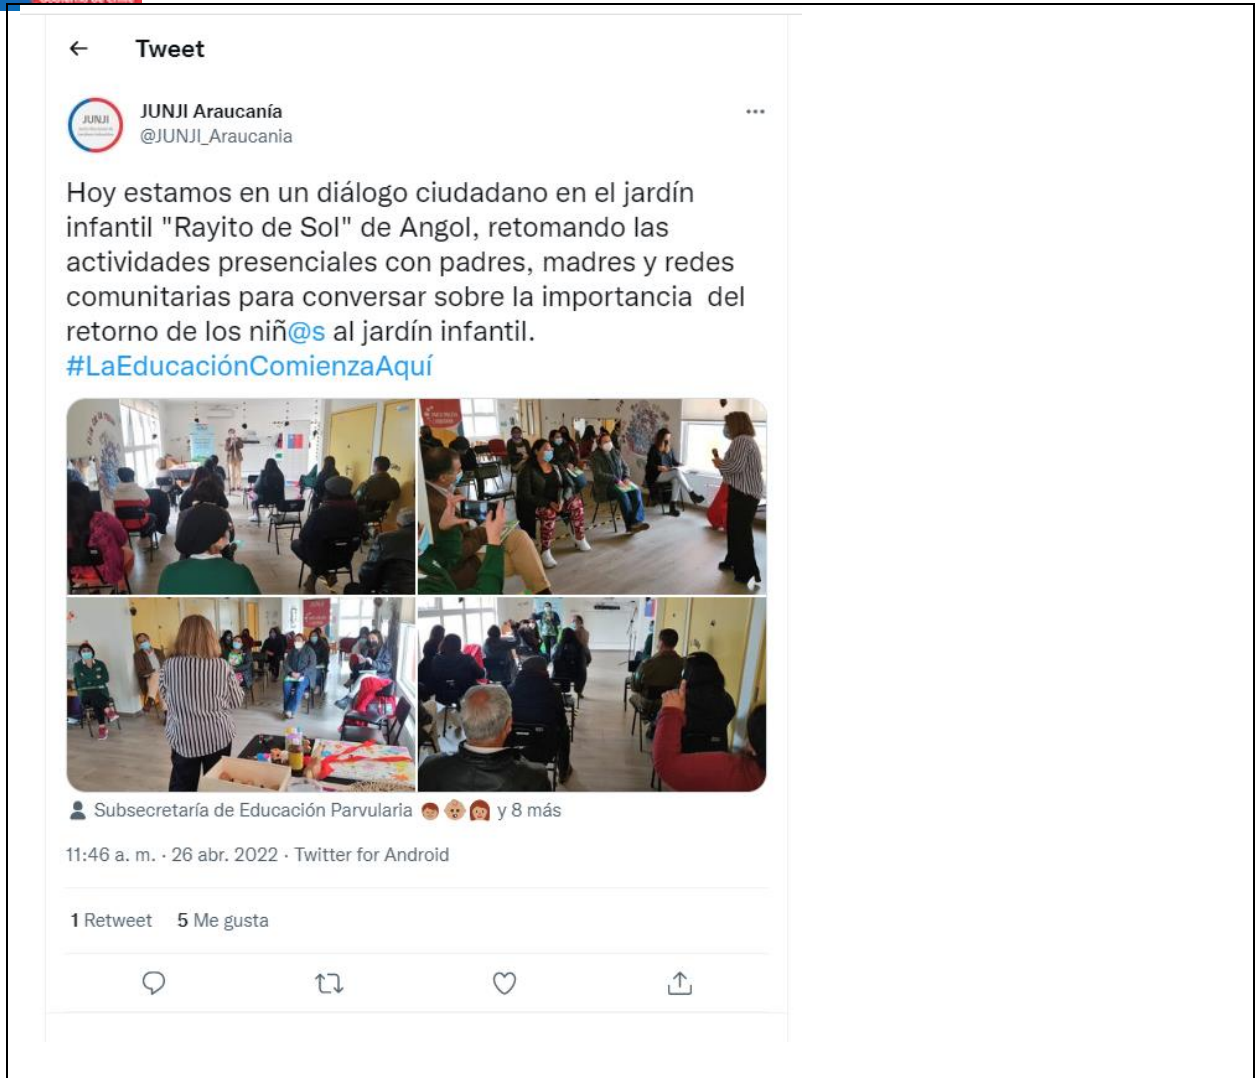 Tweet
JUNJI
JUNJI Araucanía
@JUNJI_Araucania
Hoy estamos en un diálogo ciudadano en el jardín
infantil "Rayito de Sol" de Angol, retomando las
actividades presenciales con padres, madres y redes
comunitarias para conversar sobre la importancia  del
retorno de los niñ@s al jardín infantil.
#LaEducaciónComienzaAquí
JUNJI
Subsecretaría de Educación Parvularia y 8 más
11:46 a. m. · 26 abr. 2022 · Twitter for Android
1 Retweet 5 Me gusta